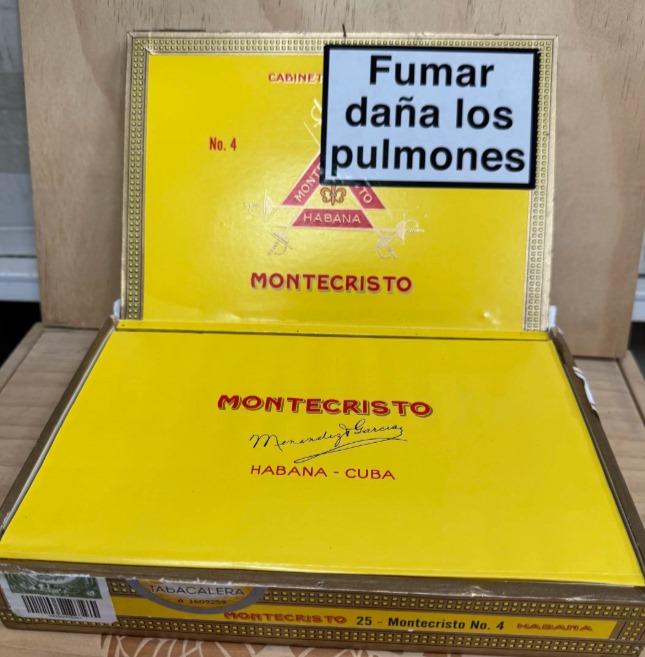 CABINET
Fumar
daña los
pulmones
No. 4
MONTECRISTO
HABANA
MONTECRISTO
MONTECRISTO
Menendez y Garcia
HABANA - CUBA
TABACALERA
MONTECRISTO 25 - Montecristo No. 4 HABANA